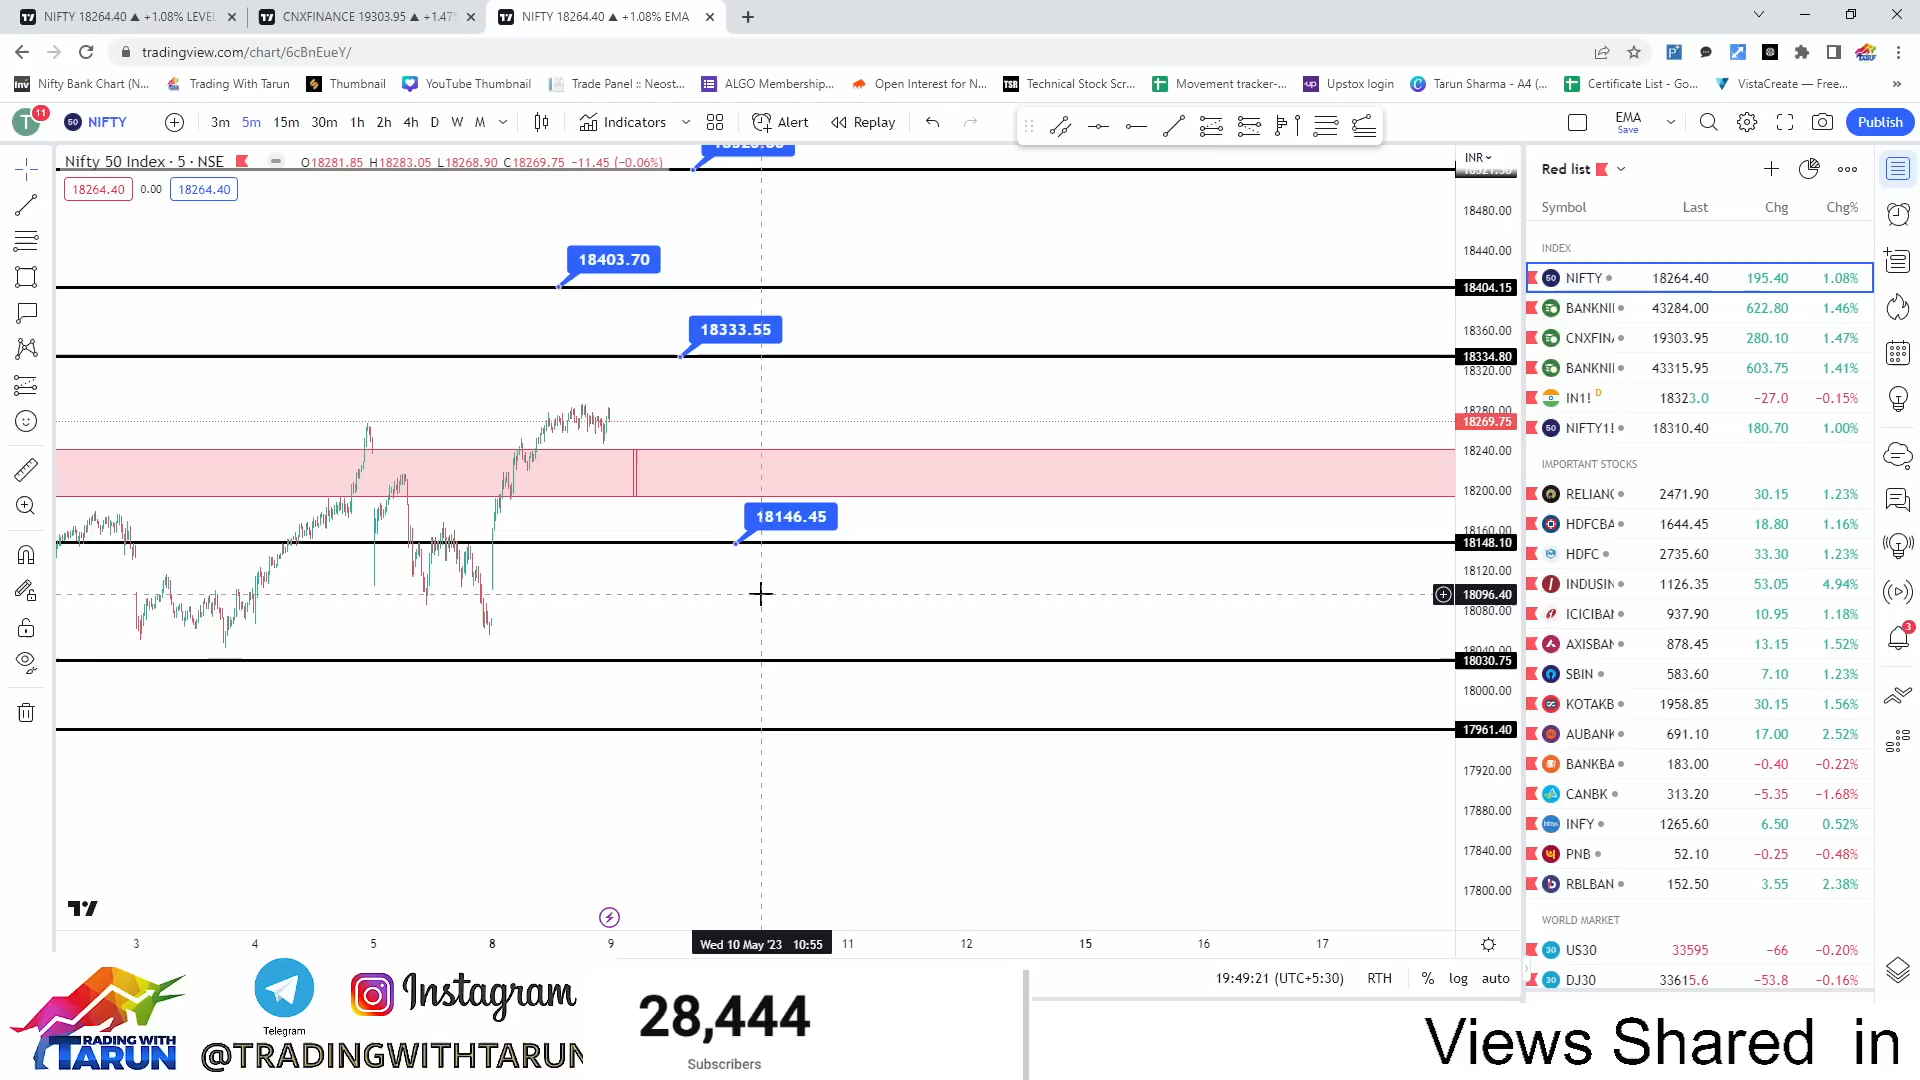 NIFTY 18264.40 ▲ +1.08% LEVEL
CNXFINANCE 19303.95 ▲ +1.47%
NIFTY 18264.40 ▲ +1.08% EMA
tradingview.com/chart/6cBnEueY/
Nifty Bank Chart (N...
Trading With Tarun
Thumbnail
YouTube Thumbnail
Trade Panel :: Neost...
ALGO Membership...
Open Interest for N...
Technical Stock Scr...
Movement tracker-...
Upstox login
Tarun Sharma - A4 (...
Certificate List - Go...
VistaCreate — Free...
T 11 NIFTY 3m 5m 15m 30m 1h 2h 4h D W M Indicators Alert Replay EMA Save Publish
Nifty 50 Index · 5 · NSE O18281.85 H18283.05 L18268.90 C18269.75 −11.45 (−0.06%)
18264.40 0.00 18264.40
INR
18480.00
18440.00
18403.70
18404.15
18360.00
18333.55
18334.80
18320.00
18280.00
18269.75
18240.00
18200.00
18160.00
18146.45
18148.10
18120.00
18096.40
18080.00
18040.00
18030.75
18000.00
17961.40
17920.00
17880.00
17840.00
17800.00
3 4 5 8 9 Wed 10 May '23 10:55 11 12 15 16 17
19:49:21 (UTC+5:30) RTH % log auto
Red list
Symbol Last Chg Chg%
INDEX
NIFTY 18264.40 195.40 1.08%
BANKNI 43284.00 622.80 1.46%
CNXFIN 19303.95 280.10 1.47%
BANKNI 43315.95 603.75 1.41%
IN1! D 18323.0 −27.0 −0.15%
NIFTY1! 18310.40 180.70 1.00%
IMPORTANT STOCKS
RELIANC 2471.90 30.15 1.23%
HDFCBA 1644.45 18.80 1.16%
HDFC 2735.60 33.30 1.23%
INDUSIN 1126.35 53.05 4.94%
ICICIBAN 937.90 10.95 1.18%
AXISBAN 878.45 13.15 1.52%
SBIN 583.60 7.10 1.23%
KOTAKB 1958.85 30.15 1.56%
AUBANK 691.10 17.00 2.52%
BANKBA 183.00 −0.40 −0.22%
CANBK 313.20 −5.35 −1.68%
INFY 1265.60 6.50 0.52%
PNB 52.10 −0.25 −0.48%
RBLBAN 152.50 3.55 2.38%
WORLD MARKET
US30 33595 −66 −0.20%
DJ30 33615.6 −53.8 −0.16%
3
TRADING WITH
TARUN
Telegram
Instagram
@TRADINGWITHTARUN
28,444
Subscribers
Views Shared in